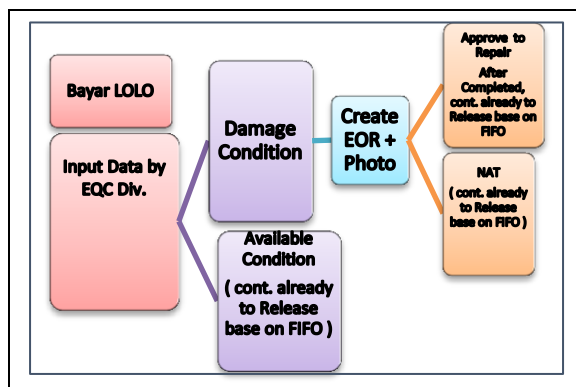 Bayar LOLO
Input Data by
EQC Div.
Damage
Condition
Available
Condition
( cont. already
to Release
base on FIFO )
Create
EOR +
Photo
Approve to
Repair
After
Completed,
cont. already to
Release base on
FIFO
NAT
( cont. already
to Release
base on FIFO )